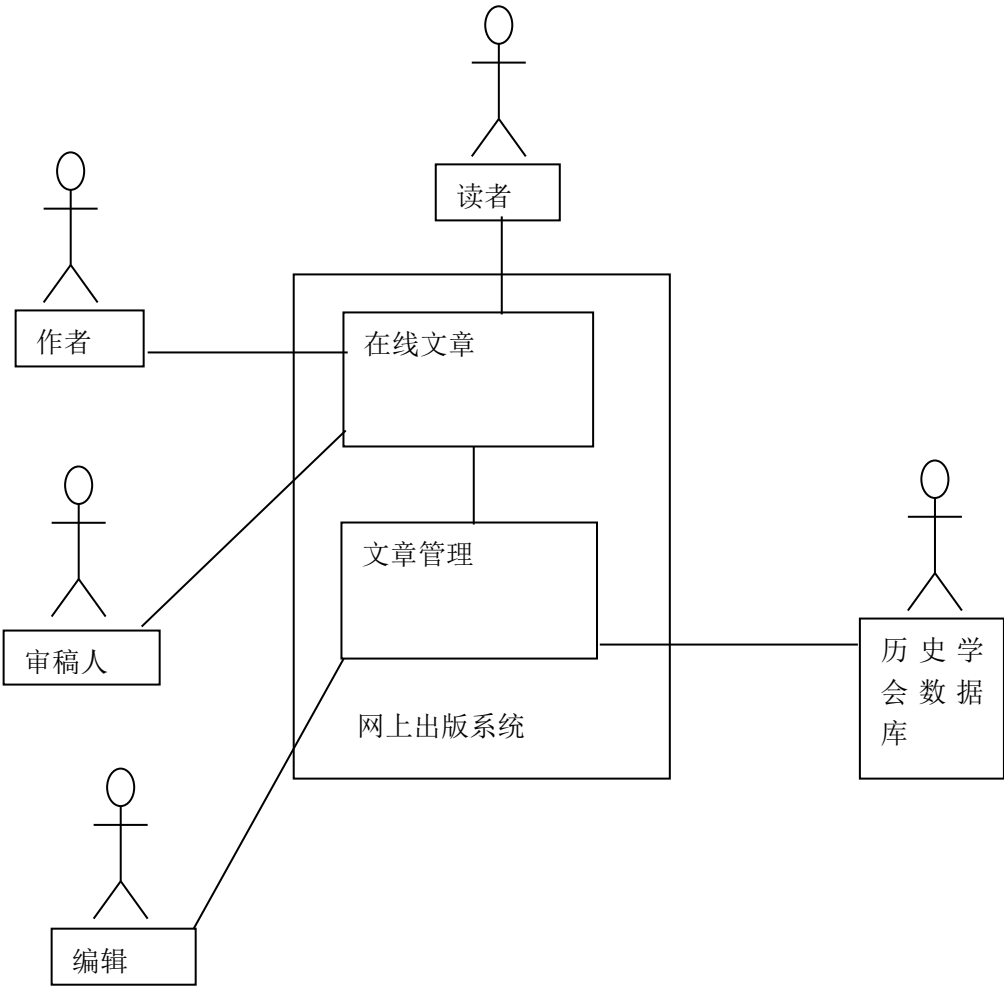 读者
作者
在线文章
文章管理
审稿人
历史学
会数据
库
网上出版系统
编辑